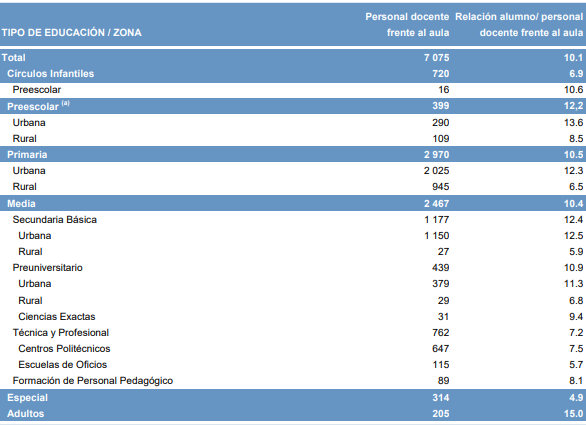 TIPO DE EDUCACIÓN / ZONA Personal docente frente al aula Relación alumno/ personal docente frente al aula
Total 7 075 10.1
Círculos Infantiles 720 6.9
Preescolar 16 10.6
Preescolar (a) 399 12,2
Urbana 290 13.6
Rural 109 8.5
Primaria 2 970 10.5
Urbana 2 025 12.3
Rural 945 6.5
Media 2 467 10.4
Secundaria Básica 1 177 12.4
Urbana 1 150 12.5
Rural 27 5.9
Preuniversitario 439 10.9
Urbana 379 11.3
Rural 29 6.8
Ciencias Exactas 31 9.4
Técnica y Profesional 762 7.2
Centros Politécnicos 647 7.5
Escuelas de Oficios 115 5.7
Formación de Personal Pedagógico 89 8.1
Especial 314 4.9
Adultos 205 15.0